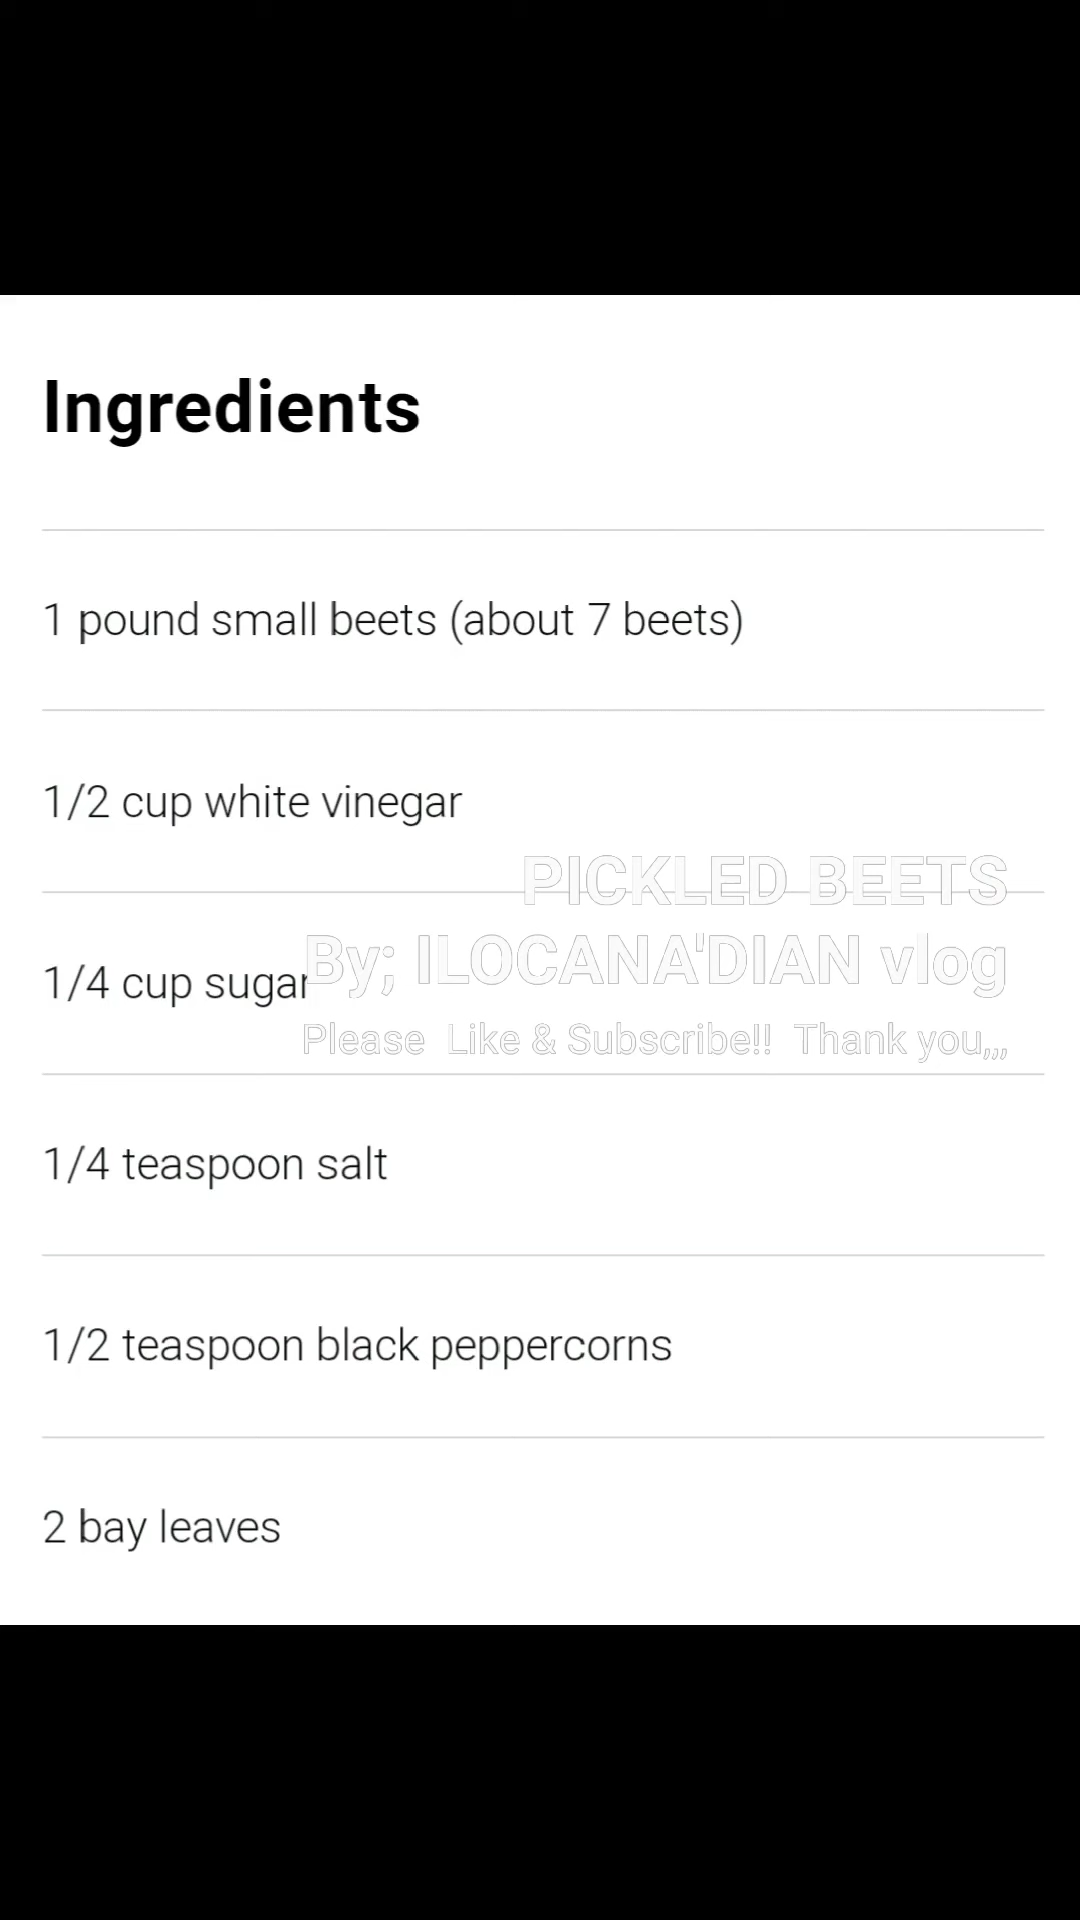 Ingredients
1 pound small beets (about 7 beets)
1/2 cup white vinegar
PICKLED BEETS
By; ILOCANA'DIAN vlog
1/4 cup sugar
Please Like & Subscribe!! Thank you,,,
1/4 teaspoon salt
1/2 teaspoon black peppercorns
2 bay leaves